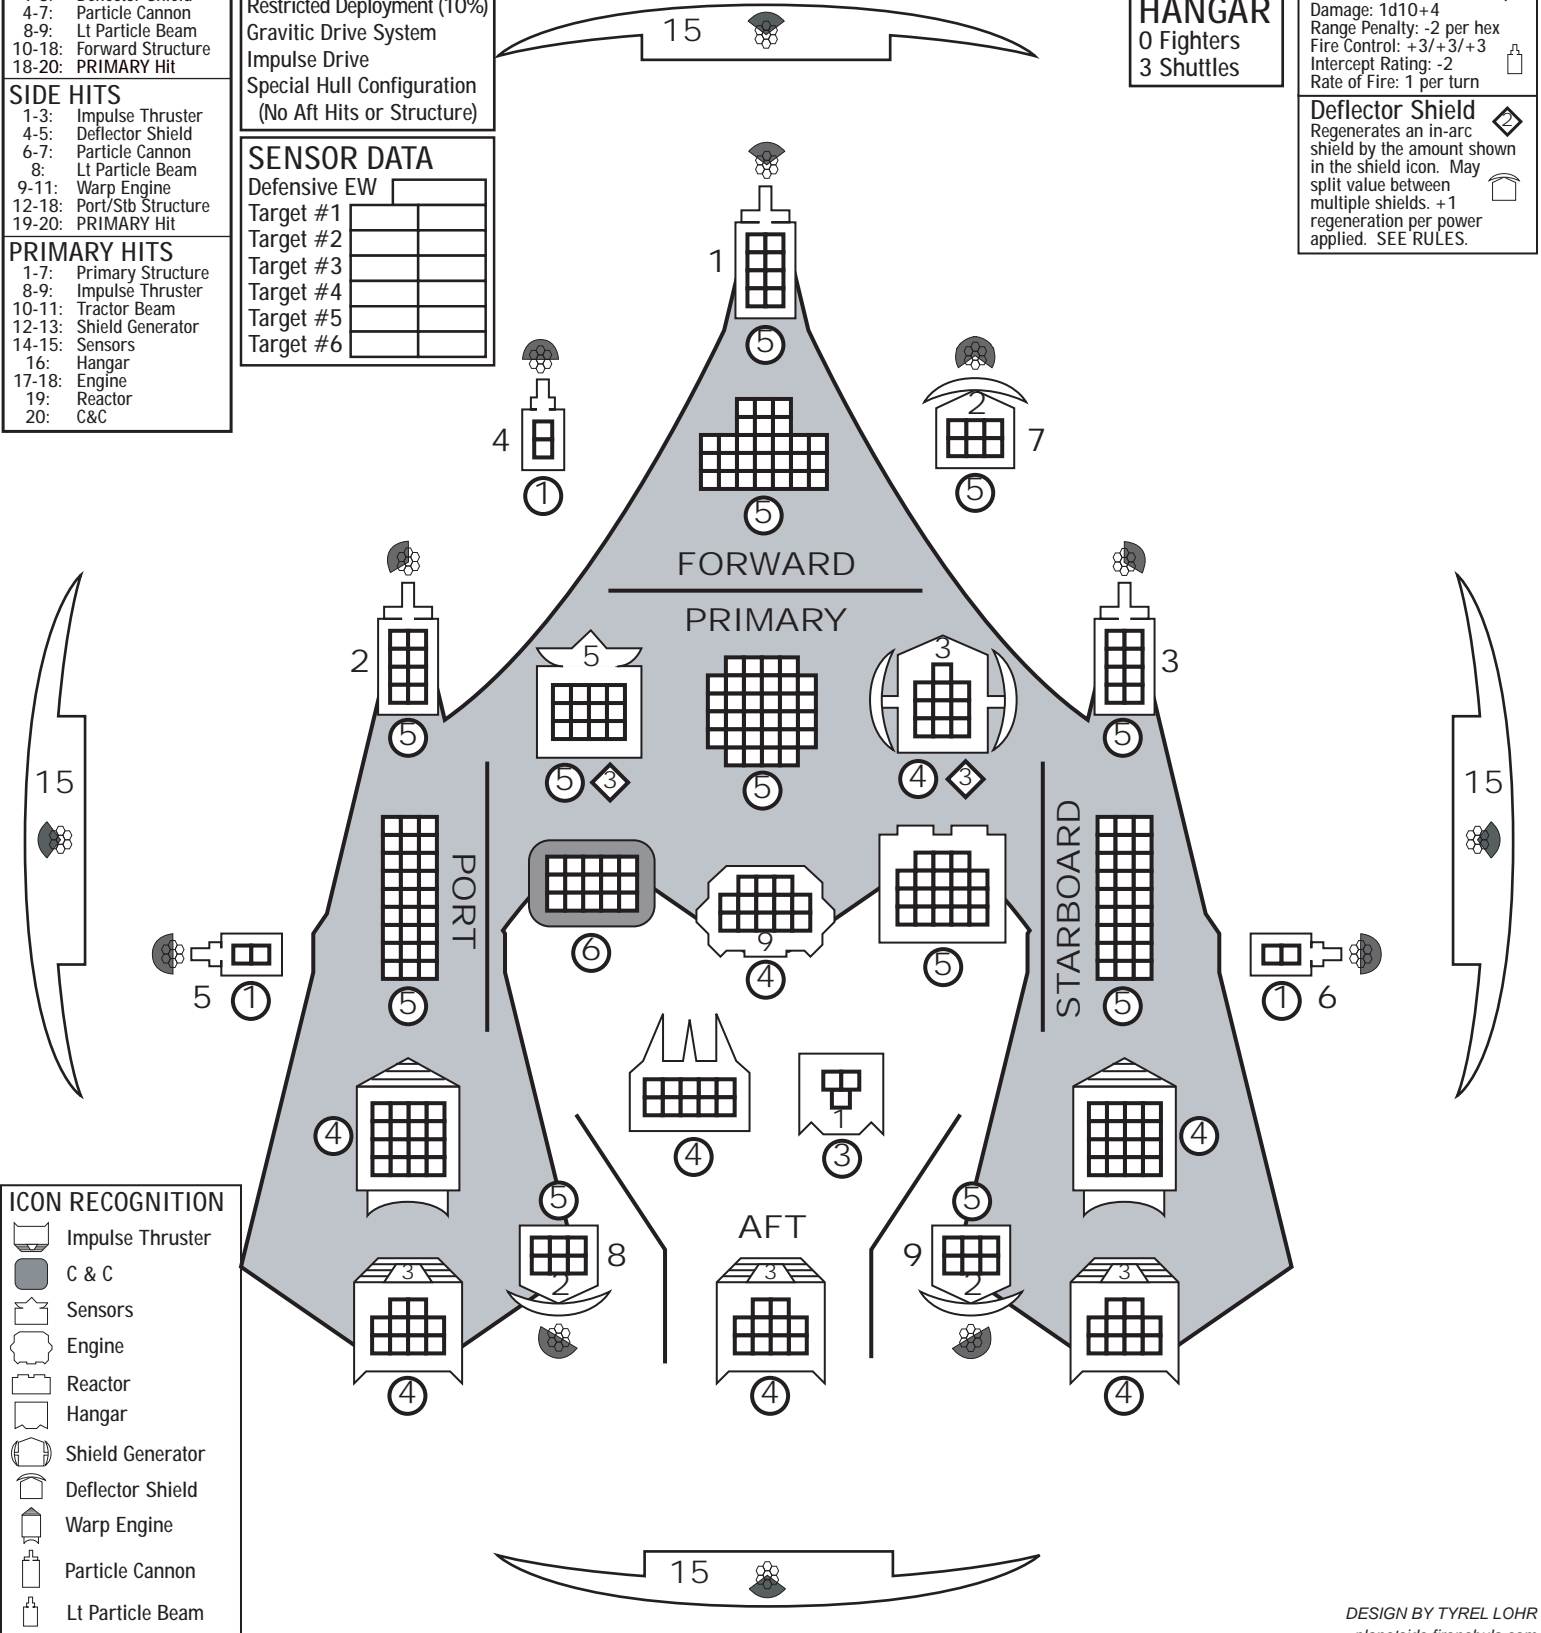 4-7: Particle Cannon
8-9: Lt Particle Beam
10-18: Forward Structure
18-20: PRIMARY Hit
SIDE HITS
1-3: Impulse Thruster
4-5: Deflector Shield
6-7: Particle Cannon
8: Lt Particle Beam
9-11: Warp Engine
12-18: Port/Stb Structure
19-20: PRIMARY Hit
PRIMARY HITS
1-7: Primary Structure
8-9: Impulse Thruster
10-11: Tractor Beam
12-13: Shield Generator
14-15: Sensors
16: Hangar
17-18: Engine
19: Reactor
20: C&C
Restricted Deployment (10%)
Gravitic Drive System
Impulse Drive
Special Hull Configuration
(No Aft Hits or Structure)
SENSOR DATA
Defensive EW
Target #1
Target #2
Target #3
Target #4
Target #5
Target #6
15
HANGAR
0 Fighters
3 Shuttles
Damage: 1d10+4
Range Penalty: -2 per hex
Fire Control: +3/+3/+3
Intercept Rating: -2
Rate of Fire: 1 per turn
Deflector Shield
2
Regenerates an in-arc
shield by the amount shown
in the shield icon. May
split value between
multiple shields. +1
regeneration per power
applied. SEE RULES.
1
5
4
1
2
7
5
5
FORWARD
PRIMARY
2
5
5
5 3
5
3
4 3
3
5
15
15
PORT
STARBOARD
5
5
6
9
4
5
5 1
1 6
4
4
1
3
4
4
5
8
2
3
4
AFT
3
4
5
9
2
3
4
15
ICON RECOGNITION
Impulse Thruster
C & C
Sensors
Engine
Reactor
Hangar
Shield Generator
Deflector Shield
Warp Engine
Particle Cannon
Lt Particle Beam
DESIGN BY TYREL LOHR